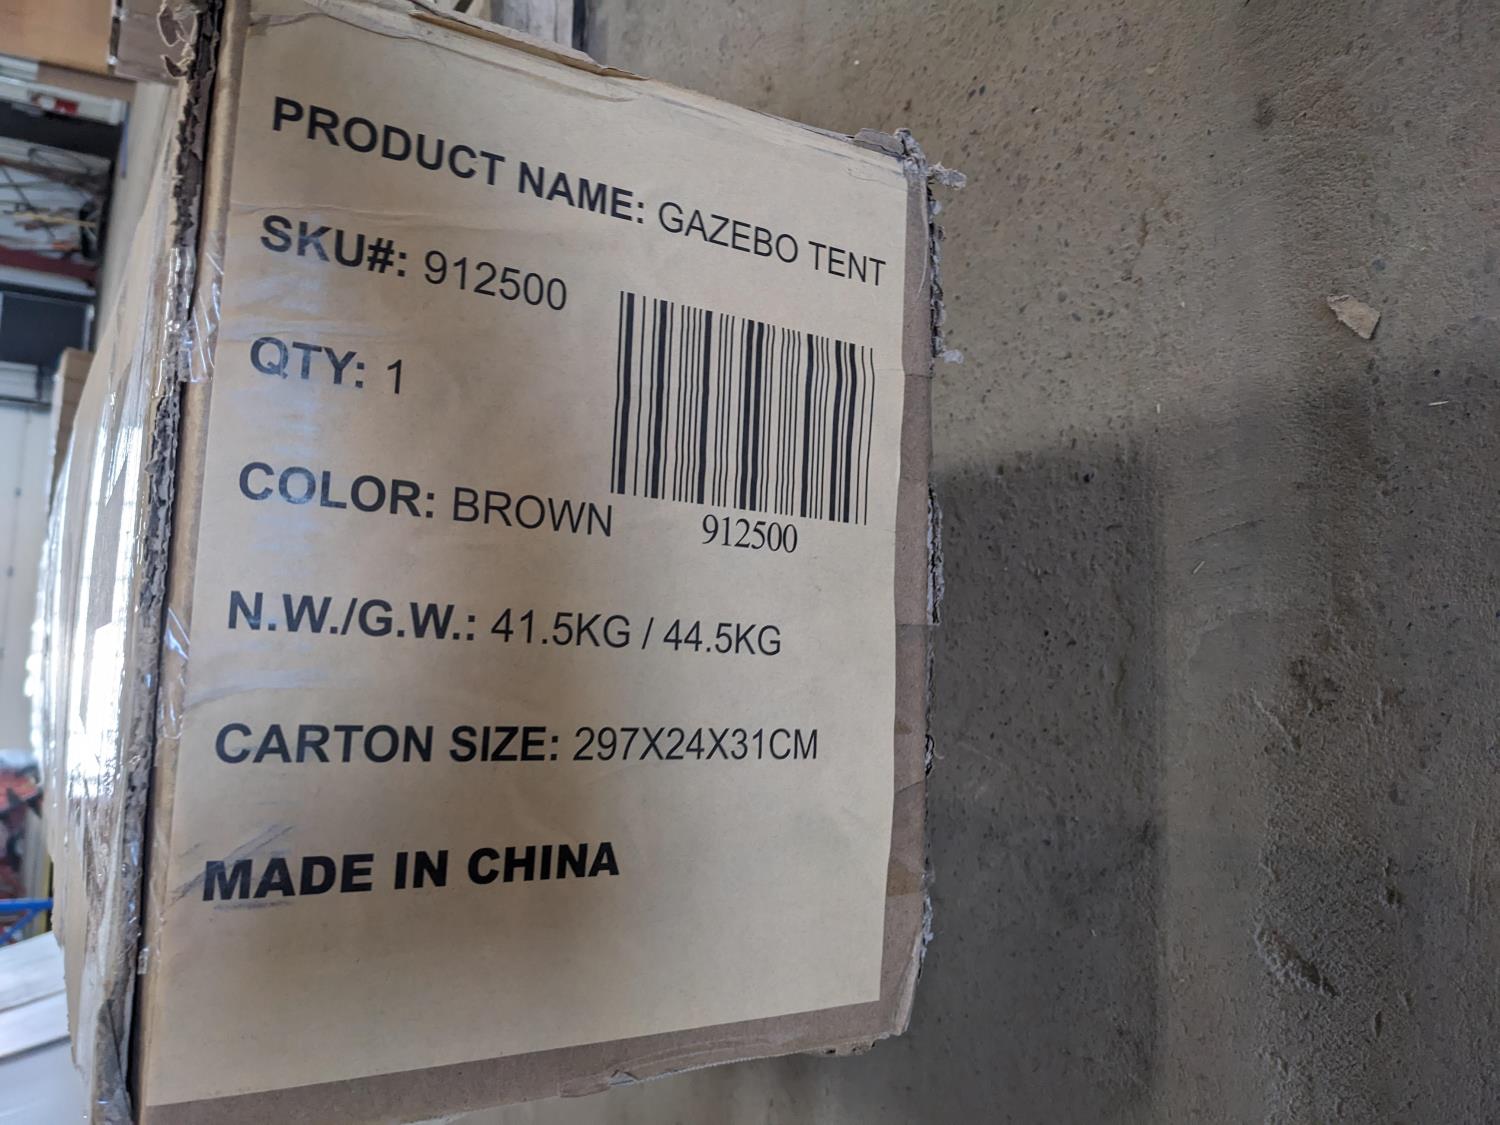 PRODUCT NAME: GAZEBO TENT
SKU#: 912500
QTY: 1
COLOR: BROWN
912500
N.W./G.W.: 41.5KG / 44.5KG
CARTON SIZE: 297X24X31CM
MADE IN CHINA